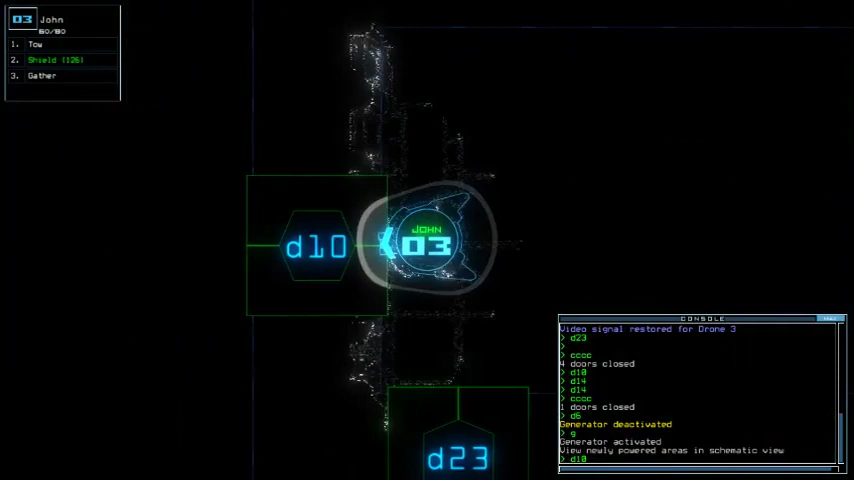 03 John
60/80
1. Tow
2. Shield (126)
3. Gather
d10
JOHN
03
d23
CONSOLE
Video signal restored for Drone 3
> d23
>
> cccc
4 doors closed
> d10
> d14
> d14
> cccc
1 doors closed
> d6
Generator deactivated
> g
Generator activated
View newly powered areas in schematic view
> d10